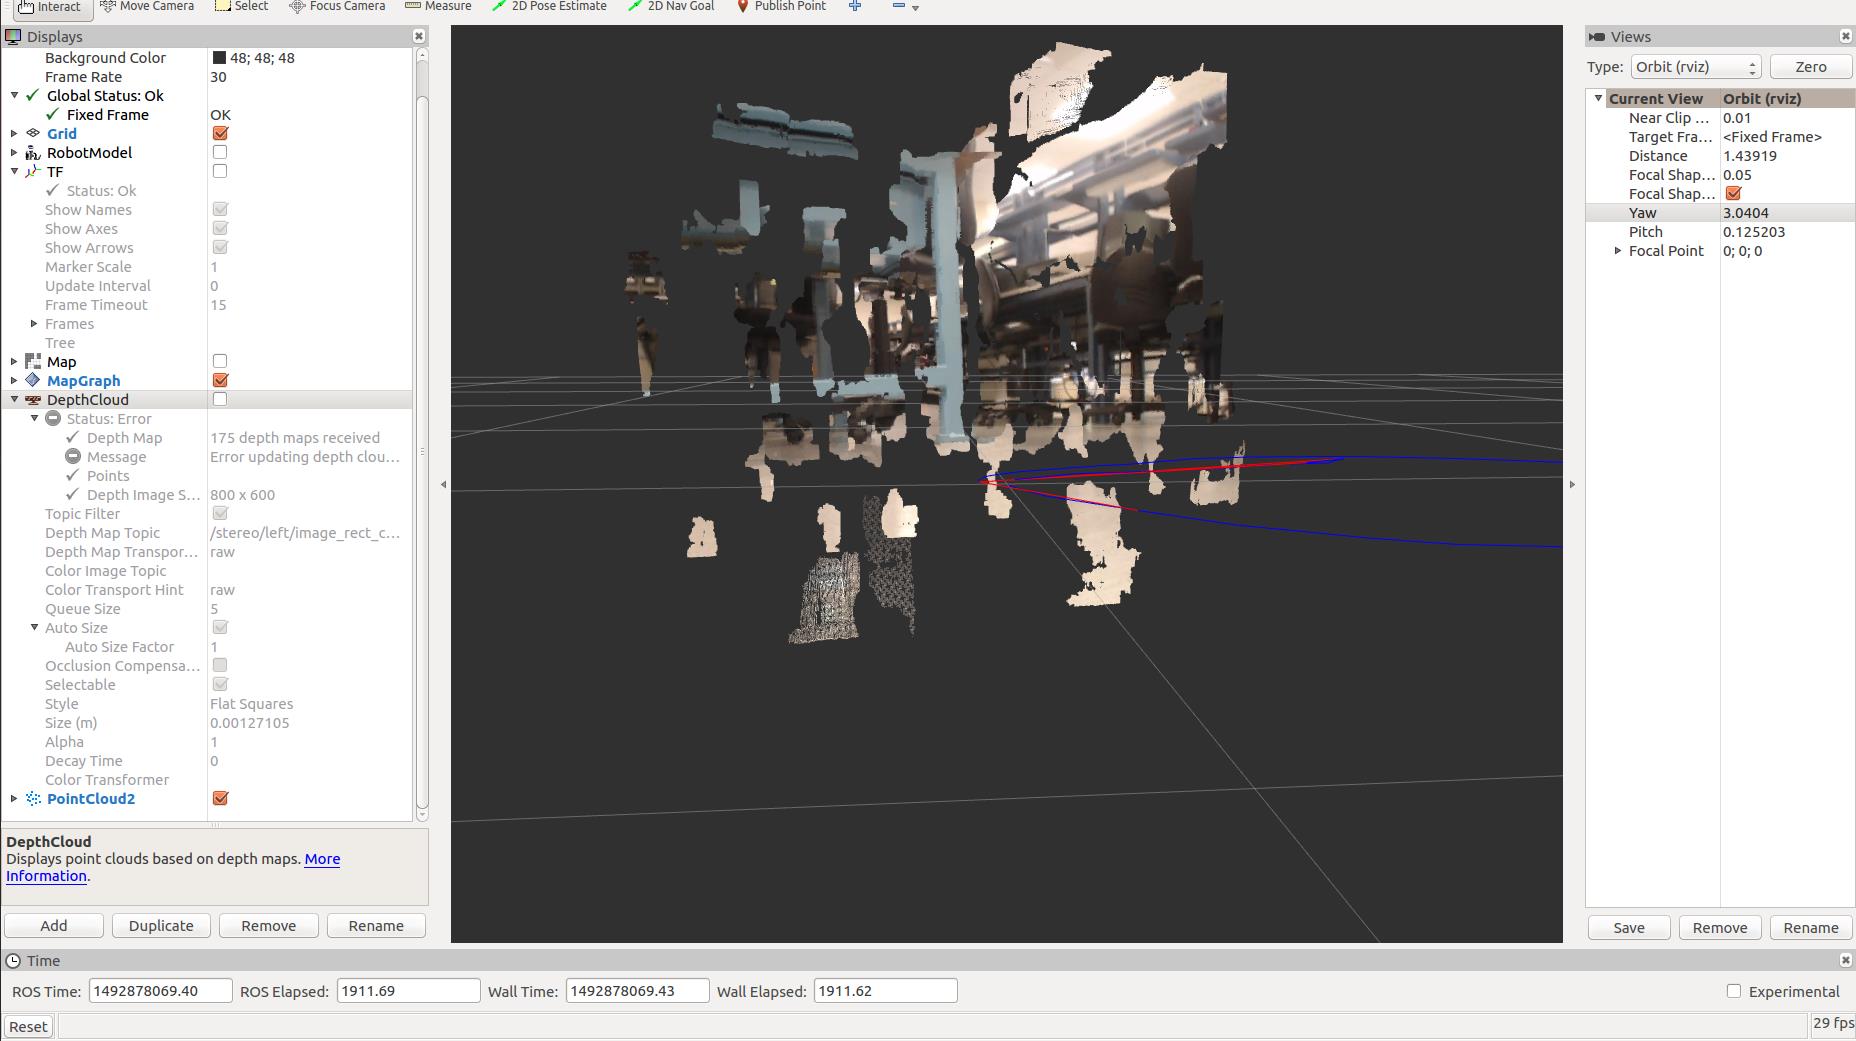 Interact Move Camera Select Focus Camera Measure 2D Pose Estimate 2D Nav Goal Publish Point
Displays
Background Color 48; 48; 48
Frame Rate 30
Global Status: Ok
Fixed Frame OK
Grid
RobotModel
TF
Status: Ok
Show Names
Show Axes
Show Arrows
Marker Scale 1
Update Interval 0
Frame Timeout 15
Frames
Tree
Map
MapGraph
DepthCloud
Status: Error
Depth Map 175 depth maps received
Message Error updating depth clou...
Points
Depth Image S... 800 x 600
Topic Filter
Depth Map Topic /stereo/left/image_rect_c...
Depth Map Transpor... raw
Color Image Topic
Color Transport Hint raw
Queue Size 5
Auto Size
Auto Size Factor 1
Occlusion Compensa...
Selectable
Style Flat Squares
Size (m) 0.00127105
Alpha 1
Decay Time 0
Color Transformer
PointCloud2
DepthCloud
Displays point clouds based on depth maps. More
Information.
Add Duplicate Remove Rename
Views
Type: Orbit (rviz) Zero
Current View Orbit (rviz)
Near Clip ... 0.01
Target Fra... <Fixed Frame>
Distance 1.43919
Focal Shap... 0.05
Focal Shap...
Yaw 3.0404
Pitch 0.125203
Focal Point 0; 0; 0
Save Remove Rename
Time
ROS Time: 1492878069.40 ROS Elapsed: 1911.69 Wall Time: 1492878069.43 Wall Elapsed: 1911.62 Experimental
Reset 29 fps